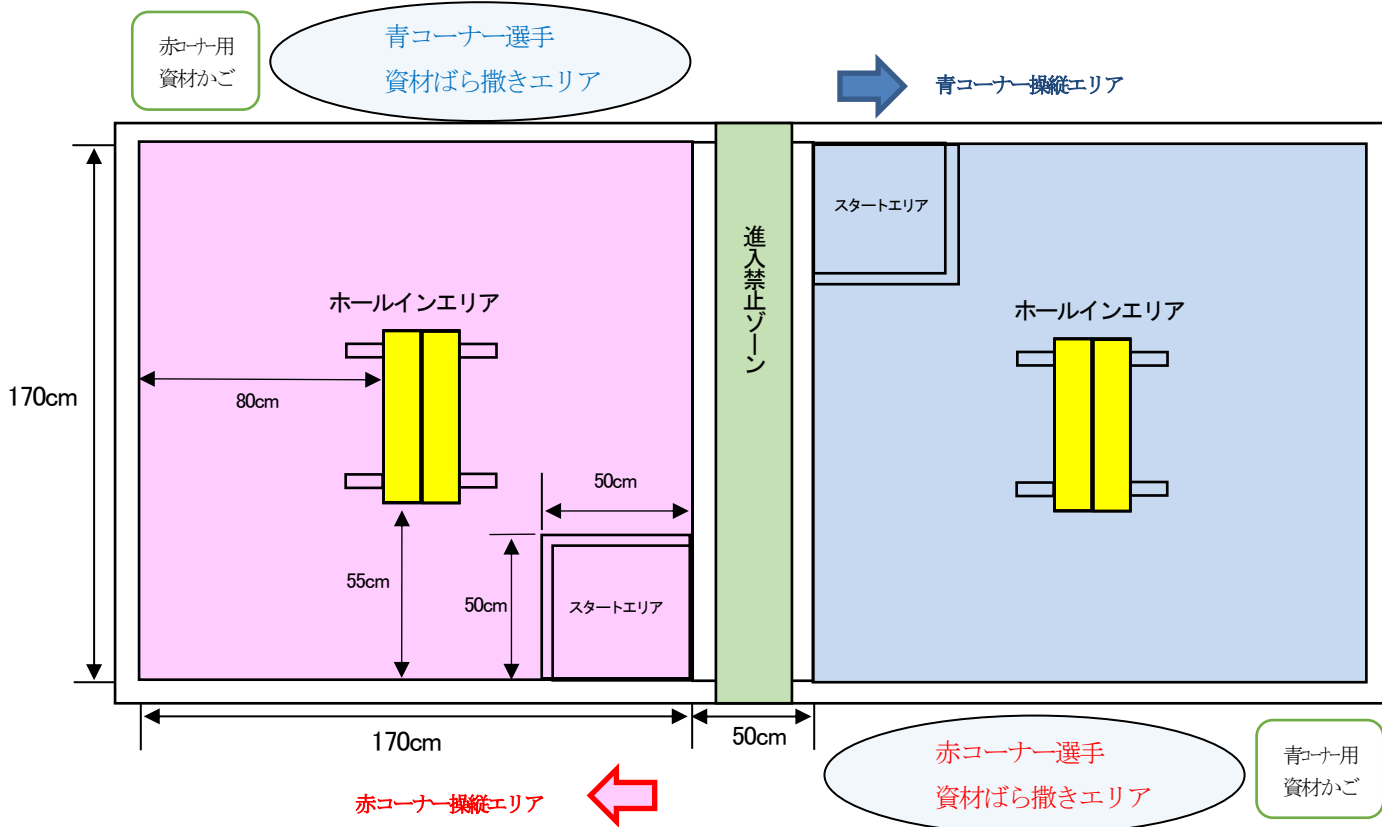 赤コーナー用
資材かご
青コーナー選手
資材ばら撒きエリア
青コーナー操縦エリア
スタートエリア
進入禁止ゾーン
ホールインエリア
ホールインエリア
170cm
80cm
50cm
55cm
50cm
スタートエリア
170cm
50cm
赤コーナー選手
資材ばら撒きエリア
青コーナー用
資材かご
赤コーナー操縦エリア